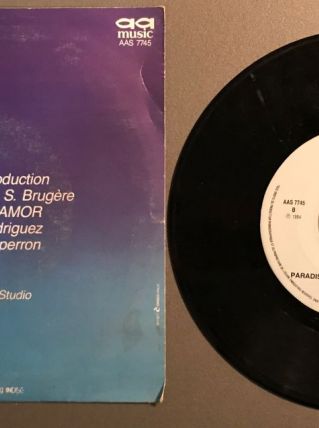 aa
music
AAS 7745
oduction
S. Brugère
AMOR
driguez
perron
Studio
AAS 7745
B
℗ 1984
PARADIS